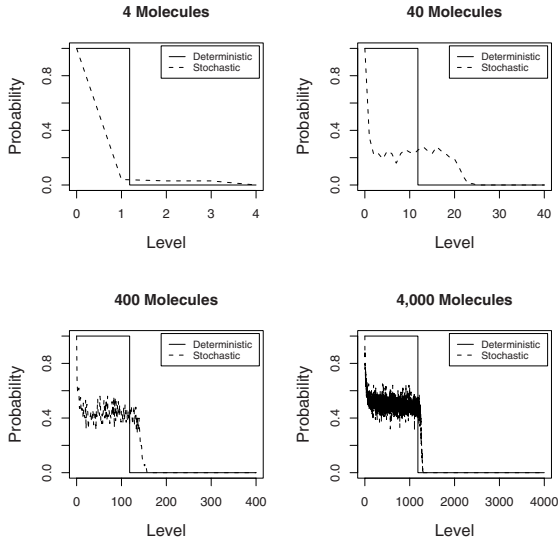 4 Molecules
Probability
0.0 0.4 0.8
Deterministic
Stochastic
0 1 2 3 4
Level
40 Molecules
Probability
0.0 0.4 0.8
Deterministic
Stochastic
0 10 20 30 40
Level
400 Molecules
Probability
0.0 0.4 0.8
Deterministic
Stochastic
0 100 200 300 400
Level
4,000 Molecules
Probability
0.0 0.4 0.8
Deterministic
Stochastic
0 1000 2000 3000 4000
Level